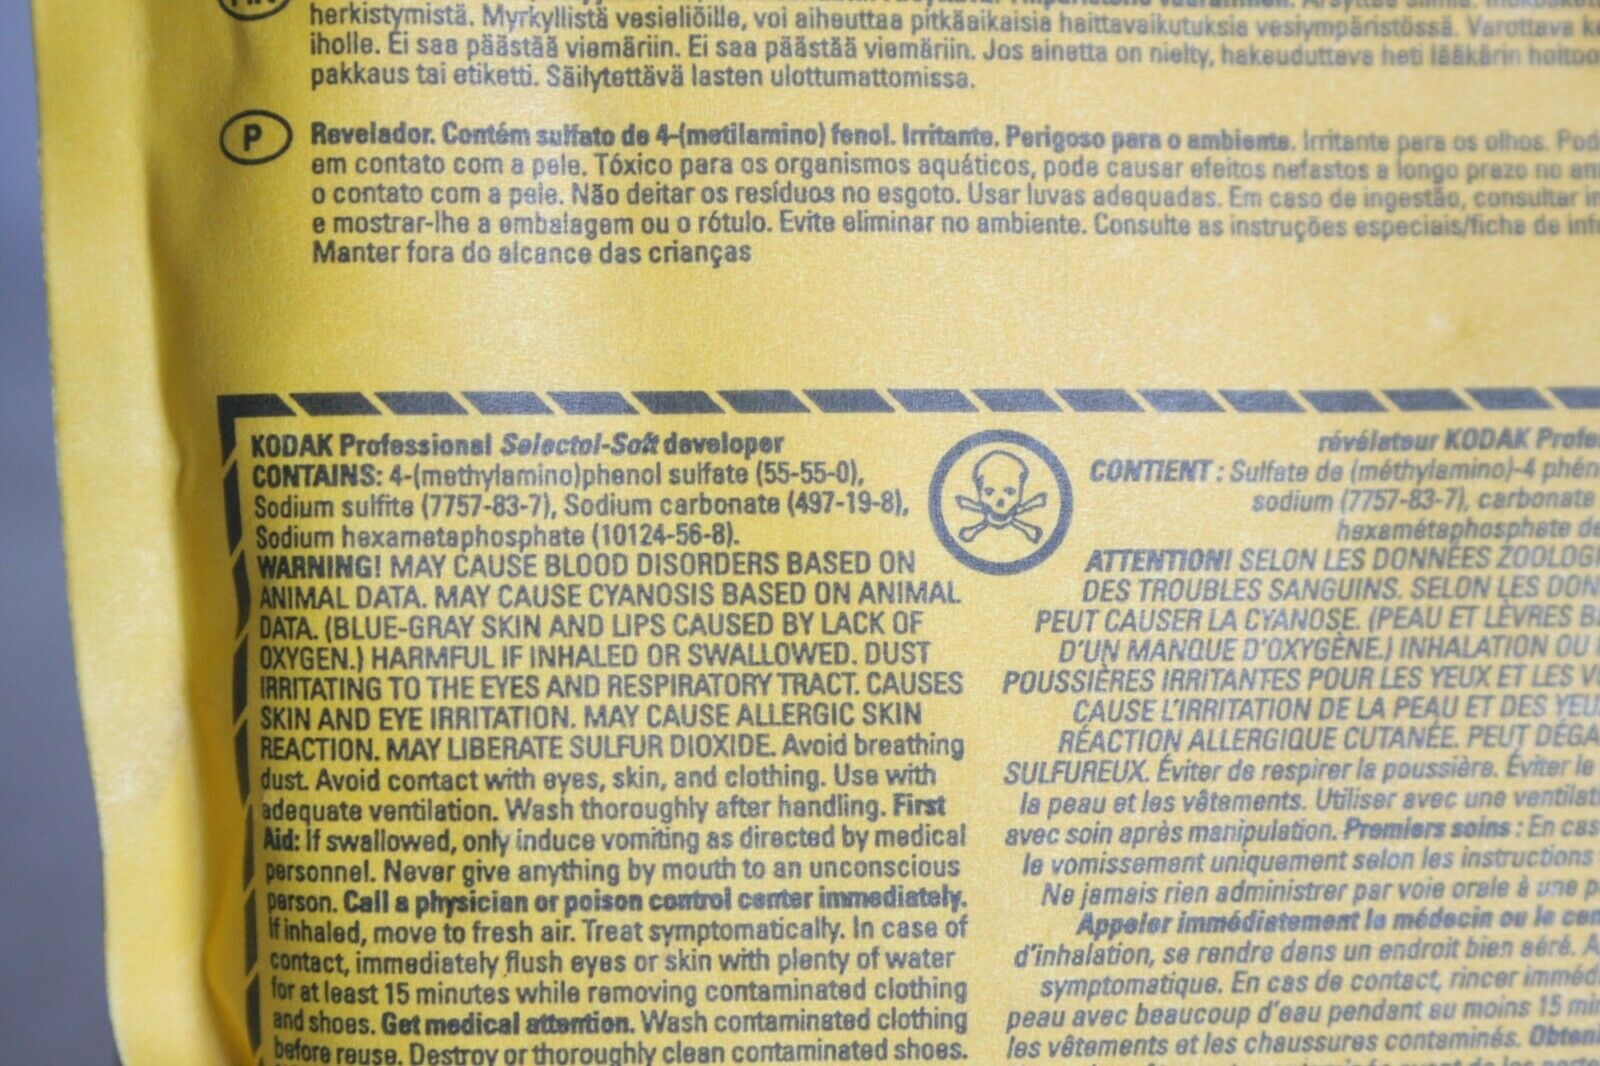 herkistymistä. Myrkyllistä vesieliöille, voi aiheuttaa pitkäaikaisia haittavaikutuksia vesiympäristössä. Varottava
iholle. Ei saa päästää viemäriin. Ei saa päästää viemäriin. Jos ainetta on nielty, hakeuduttava heti lääkärin hoitoo
pakkaus tai etiketti. Säilytettävä lasten ulottumattomissa.
P
Revelador. Contém sulfato de 4-(metilamino) fenol. Irritante. Perigoso para o ambiente. Irritante para os olhos. Pod
em contato com a pele. Tóxico para os organismos aquáticos, pode causar efeitos nefastos a longo prazo no am
o contato com a pele. Não deitar os resíduos no esgoto. Usar luvas adequadas. Em caso de ingestão, consultar
e mostrar-lhe a embalagem ou o rótulo. Evite eliminar no ambiente. Consulte as instruções especiais/ficha de inf
Manter fora do alcance das crianças
KODAK Professional Selectol-Soft developer
CONTAINS: 4-(methylamino)phenol sulfate (55-55-0),
Sodium sulfite (7757-83-7), Sodium carbonate (497-19-8),
Sodium hexametaphosphate (10124-56-8).
WARNING! MAY CAUSE BLOOD DISORDERS BASED ON
ANIMAL DATA. MAY CAUSE CYANOSIS BASED ON ANIMAL
DATA. (BLUE-GRAY SKIN AND LIPS CAUSED BY LACK OF
OXYGEN.) HARMFUL IF INHALED OR SWALLOWED. DUST
IRRITATING TO THE EYES AND RESPIRATORY TRACT. CAUSES
SKIN AND EYE IRRITATION. MAY CAUSE ALLERGIC SKIN
REACTION. MAY LIBERATE SULFUR DIOXIDE. Avoid breathing
dust. Avoid contact with eyes, skin, and clothing. Use with
adequate ventilation. Wash thoroughly after handling. First
Aid: If swallowed, only induce vomiting as directed by medical
personnel. Never give anything by mouth to an unconscious
person. Call a physician or poison control center immediately.
If inhaled, move to fresh air. Treat symptomatically. In case of
contact, immediately flush eyes or skin with plenty of water
for at least 15 minutes while removing contaminated clothing
and shoes. Get medical attention. Wash contaminated clothing
before reuse. Destroy or thoroughly clean contaminated shoes.
révélateur KODAK Profe
CONTIENT : Sulfate de (méthylamino)-4 phén
sodium (7757-83-7), carbonate
hexamétaphosphate de
ATTENTION! SELON LES DONNÉES ZOOLOGI
DES TROUBLES SANGUINS. SELON LES DON
PEUT CAUSER LA CYANOSE. (PEAU ET LÈVRES B
D'UN MANQUE D'OXYGÈNE.) INHALATION OU
POUSSIÈRES IRRITANTES POUR LES YEUX ET LES V
CAUSE L'IRRITATION DE LA PEAU ET DES YEU
RÉACTION ALLERGIQUE CUTANÉE. PEUT DÉGA
SULFUREUX. Éviter de respirer la poussière. Éviter le
la peau et les vêtements. Utiliser avec une ventilat
avec soin après manipulation. Premiers soins : En cas
le vomissement uniquement selon les instructions
Ne jamais rien administrer par voie orale à une p
Appeler immédiatement le médecin ou le cen
d'inhalation, se rendre dans un endroit bien aéré. A
symptomatique. En cas de contact, rincer immédi
peau avec beaucoup d'eau pendant au moins 15 min
les vêtements et les chaussures contaminés. Obteni